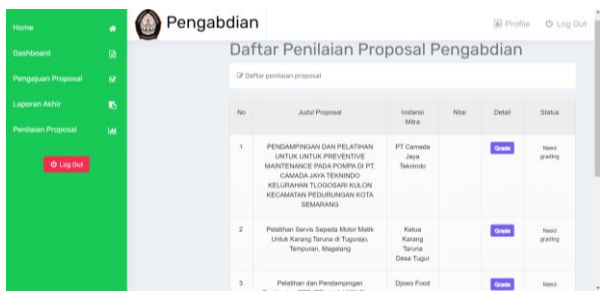 Pengabdian
Profile
Log Out
Home
Dashboard
Pengajuan Proposal
Laporan Akhir
Penilaian Proposal
Log Out
Daftar Penilaian Proposal Pengabdian
Daftar penilaian proposal
No Judul Proposal Instansi Mitra Nilai Detail Status
1 PENDAMPINGAN DAN PELATIHAN
UNTUK UNTUK PREVENTIVE
MAINTENANCE PADA POMPA DI PT.
CAMADA JAYA TEKNINDO
KELURAHAN TLOGOSARI KULON
KECAMATAN PEDURUNGAN KOTA
SEMARANG
PT Camada
Jaya
Teknindo
Grade
Need
grading
2 Pelatihan Servis Sepeda Motor Matik
Untuk Karang Taruna di Tugurejo,
Tempuran, Magelang
Ketua
Karang
Taruna
Desa Tugur
Grade
Need
grading
3 Pelatihan dan Pendampingan
Djowo Food
Grade
Need